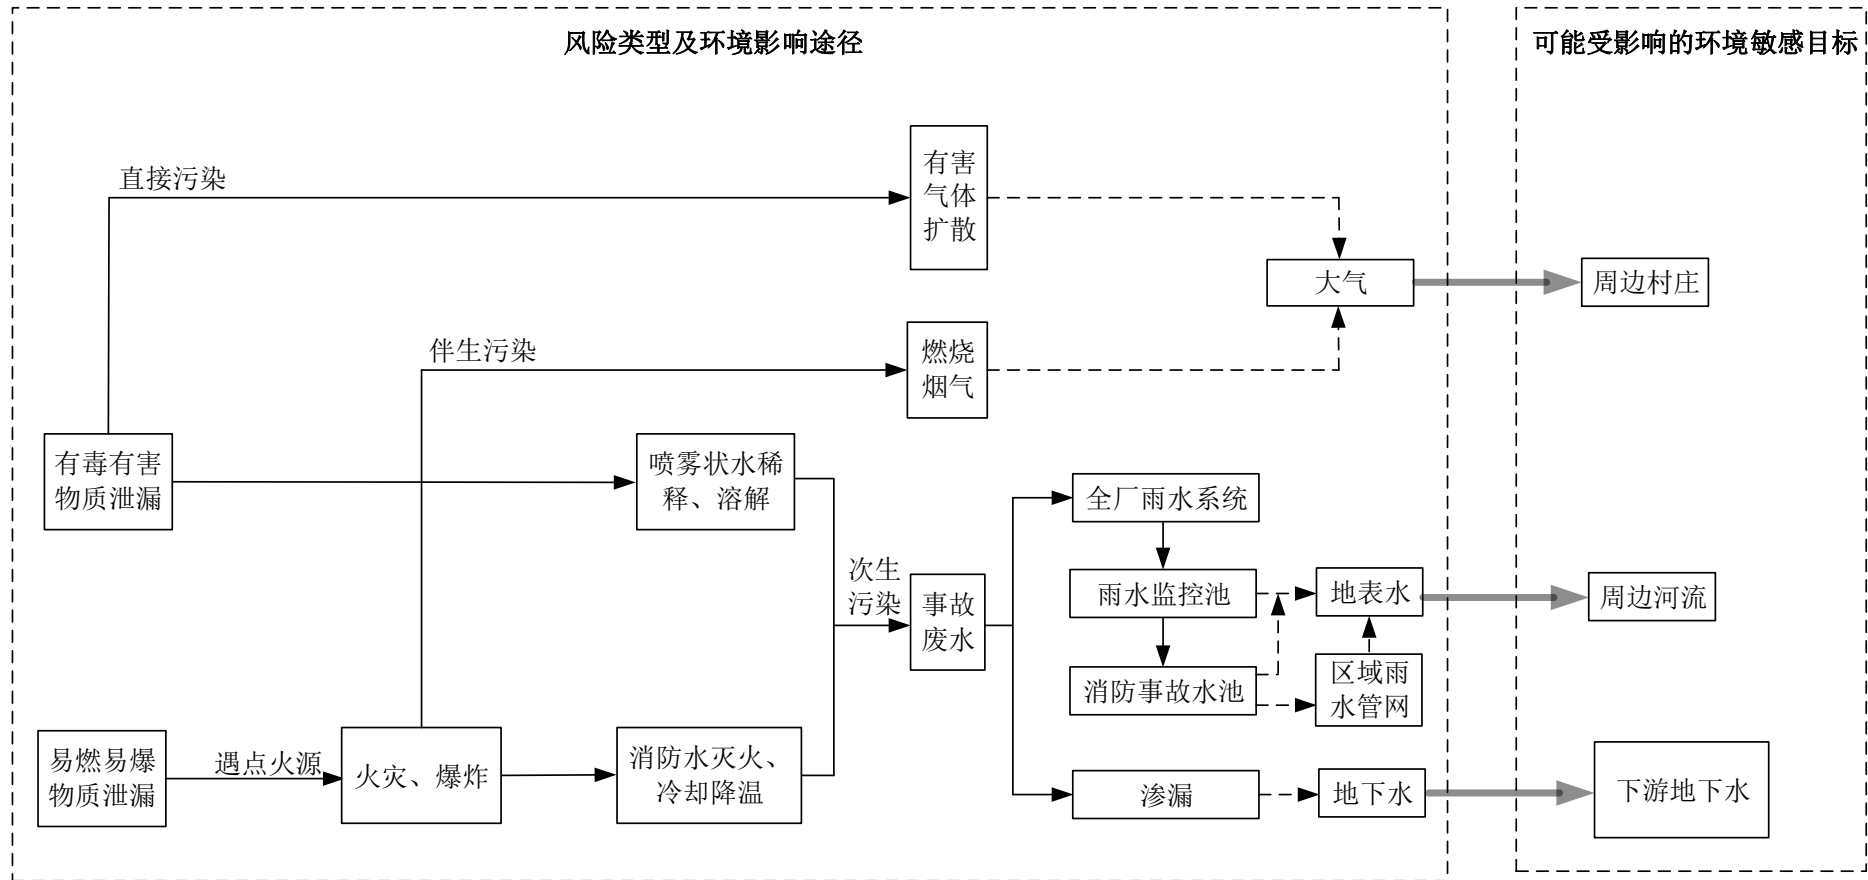 风险类型及环境影响途径
可能受影响的环境敏感目标
直接污染
有害
气体
扩散
大气
周边村庄
伴生污染
燃烧
烟气
有毒有害
物质泄漏
喷雾状水稀
释、溶解
全厂雨水系统
次生
污染
事故
废水
雨水监控池
地表水
周边河流
消防事故水池
区域雨
水管网
易燃易爆
物质泄漏
遇点火源
火灾、爆炸
消防水灭火、
冷却降温
渗漏
地下水
下游地下水